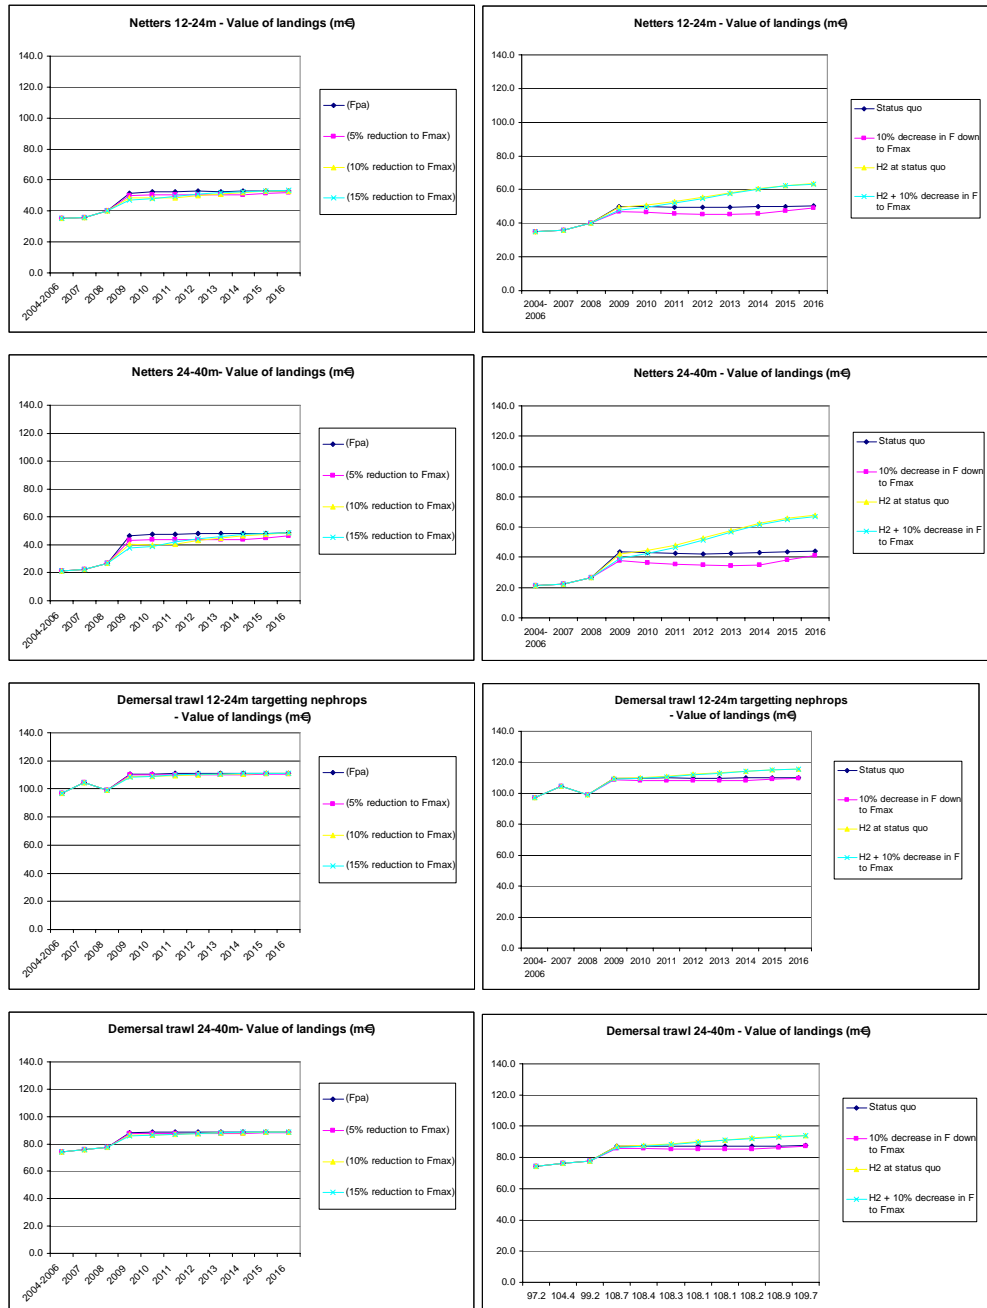 Netters 12-24m - Value of landings (m€)
140.0
120.0
100.0
80.0
60.0
40.0
20.0
0.0
2004-2006
2007
2008
2009
2010
2011
2012
2013
2014
2015
2016
(Fpa)
(5% reduction to Fmax)
(10% reduction to Fmax)
(15% reduction to Fmax)
Netters 12-24m - Value of landings (m€)
140.0
120.0
100.0
80.0
60.0
40.0
20.0
0.0
2004-
2006
2007
2008
2009
2010
2011
2012
2013
2014
2015
2016
Status quo
10% decrease in F down
to Fmax
H2 at status quo
H2 + 10% decrease in F
to Fmax
Netters 24-40m- Value of landings (m€)
140.0
120.0
100.0
80.0
60.0
40.0
20.0
0.0
2004-2006
2007
2008
2009
2010
2011
2012
2013
2014
2015
2016
(Fpa)
(5% reduction to Fmax)
(10% reduction to Fmax)
(15% reduction to Fmax)
Netters 24-40m - Value of landings (m€)
140.0
120.0
100.0
80.0
60.0
40.0
20.0
0.0
2004-
2006
2007
2008
2009
2010
2011
2012
2013
2014
2015
2016
Status quo
10% decrease in F down
to Fmax
H2 at status quo
H2 + 10% decrease in F
to Fmax
Demersal trawl 12-24m targetting nephrops
- Value of landings (m€)
140.0
120.0
100.0
80.0
60.0
40.0
20.0
0.0
2004-2006
2007
2008
2009
2010
2011
2012
2013
2014
2015
2016
(Fpa)
(5% reduction to Fmax)
(10% reduction to Fmax)
(15% reduction to Fmax)
Demersal trawl 12-24m targetting nephrops
- Value of landings (m€)
140.0
120.0
100.0
80.0
60.0
40.0
20.0
0.0
2004-
2006
2007
2008
2009
2010
2011
2012
2013
2014
2015
2016
Status quo
10% decrease in F down
to Fmax
H2 at status quo
H2 + 10% decrease in F
to Fmax
Demersal trawl 24-40m- Value of landings (m€)
140.0
120.0
100.0
80.0
60.0
40.0
20.0
0.0
2004-2006
2007
2008
2009
2010
2011
2012
2013
2014
2015
2016
(Fpa)
(5% reduction to Fmax)
(10% reduction to Fmax)
(15% reduction to Fmax)
Demersal trawl 24-40m - Value of landings (m€)
140.0
120.0
100.0
80.0
60.0
40.0
20.0
0.0
97.2 104.4 99.2 108.7 108.4 108.3 108.1 108.1 108.2 108.9 109.7
Status quo
10% decrease in F down
to Fmax
H2 at status quo
H2 + 10% decrease in F
to Fmax